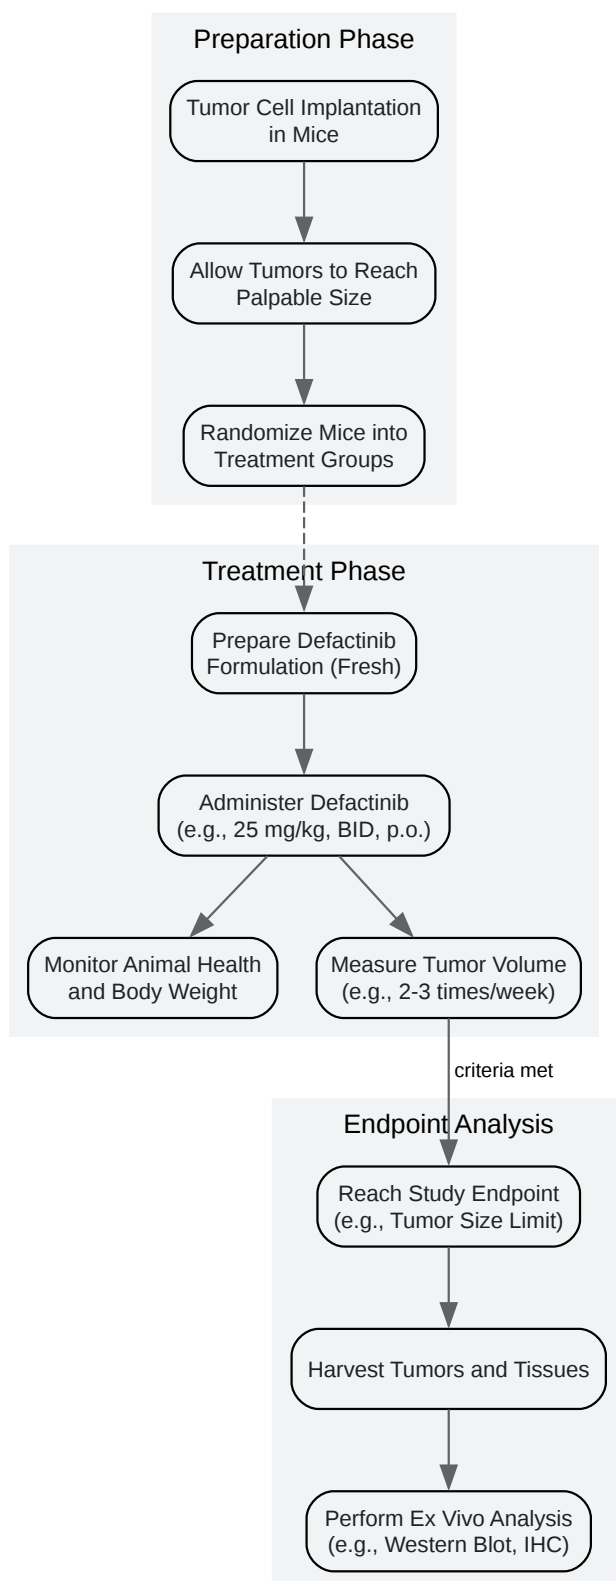 Preparation Phase
Tumor Cell Implantation
in Mice
Allow Tumors to Reach
Palpable Size
Randomize Mice into
Treatment Groups
Treatment Phase
Prepare Defactinib
Formulation (Fresh)
Administer Defactinib
(e.g., 25 mg/kg, BID, p.o.)
Monitor Animal Health
and Body Weight
Measure Tumor Volume
(e.g., 2-3 times/week)
criteria met
Endpoint Analysis
Reach Study Endpoint
(e.g., Tumor Size Limit)
Harvest Tumors and Tissues
Perform Ex Vivo Analysis
(e.g., Western Blot, IHC)